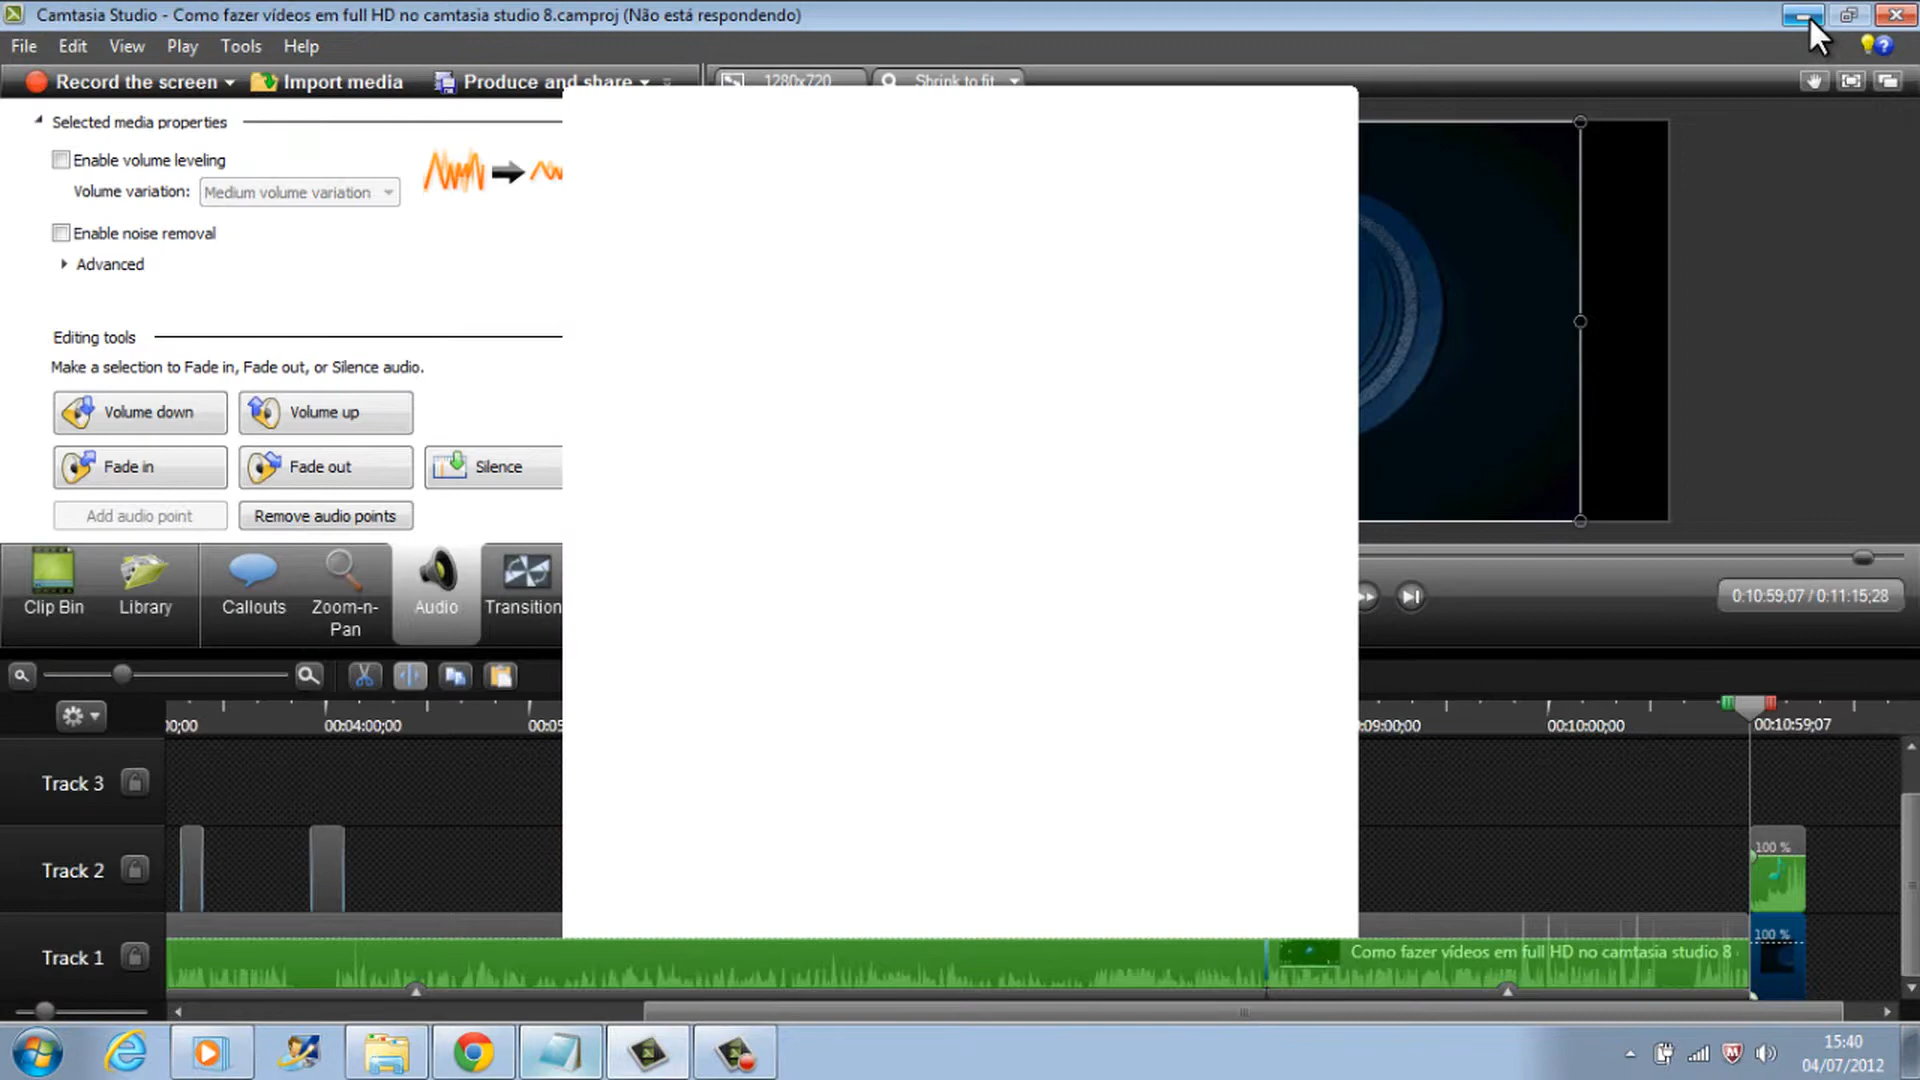 Camtasia Studio - Como fazer vídeos em full HD no camtasia studio 8.camproj (Não está respondendo)
File Edit View Play Tools Help
Record the screen Import media Produce and share 1280x720 Shrink to fit
Selected media properties
Enable volume leveling
Volume variation: Medium volume variation
Enable noise removal
Advanced
Editing tools
Make a selection to Fade in, Fade out, or Silence audio.
Volume down Volume up
Fade in Fade out Silence
Add audio point Remove audio points
Clip Bin Library Callouts Zoom-n-Pan Audio Transition
0:10:59;07 / 0:11:15;28
00:04:00;00 00:10:00;00 00:10:59;07
Track 3
Track 2 100 %
Track 1 Como fazer vídeos em full HD no camtasia studio 8 100 %
15:40
04/07/2012